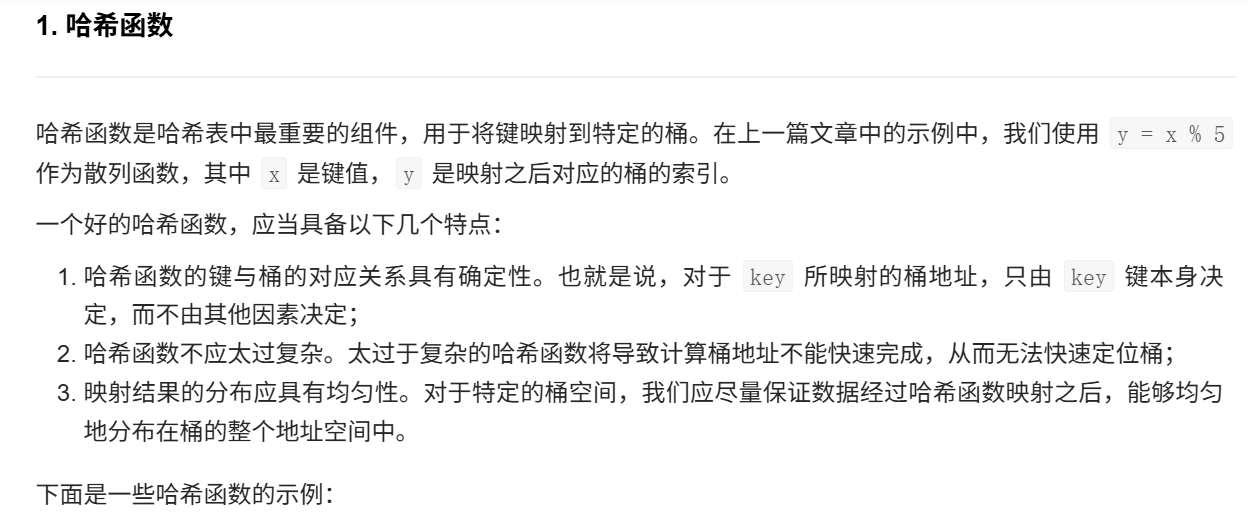 1. 哈希函数
哈希函数是哈希表中最重要的组件，用于将键映射到特定的桶。在上一篇文章中的示例中，我们使用 y = x % 5
作为散列函数，其中 x 是键值， y 是映射之后对应的桶的索引。
一个好的哈希函数，应当具备以下几个特点：
1. 哈希函数的键与桶的对应关系具有确定性。也就是说，对于 key 所映射的桶地址，只由 key 键本身决
定，而不由其他因素决定；
2. 哈希函数不应太过复杂。太过于复杂的哈希函数将导致计算桶地址不能快速完成，从而无法快速定位桶；
3. 映射结果的分布应具有均匀性。对于特定的桶空间，我们应尽量保证数据经过哈希函数映射之后，能够均匀
地分布在桶的整个地址空间中。
下面是一些哈希函数的示例：